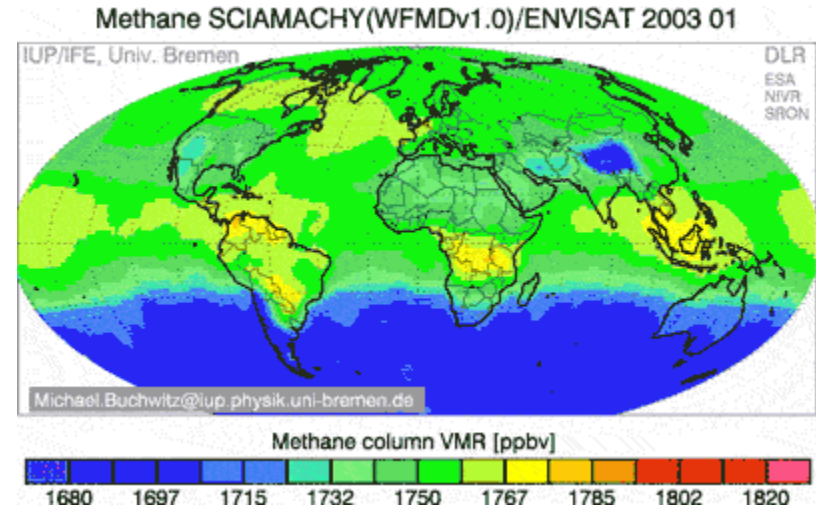 Methane SCIAMACHY(WFMDv1.0)/ENVISAT 2003 01
IUP/IFE, Univ. Bremen
DLR
ESA
NIVR
SRON
Michael.Buchwitz@iup.physik.uni-bremen.de
Methane column VMR [ppbv]
1680 1697 1715 1732 1750 1767 1785 1802 1820